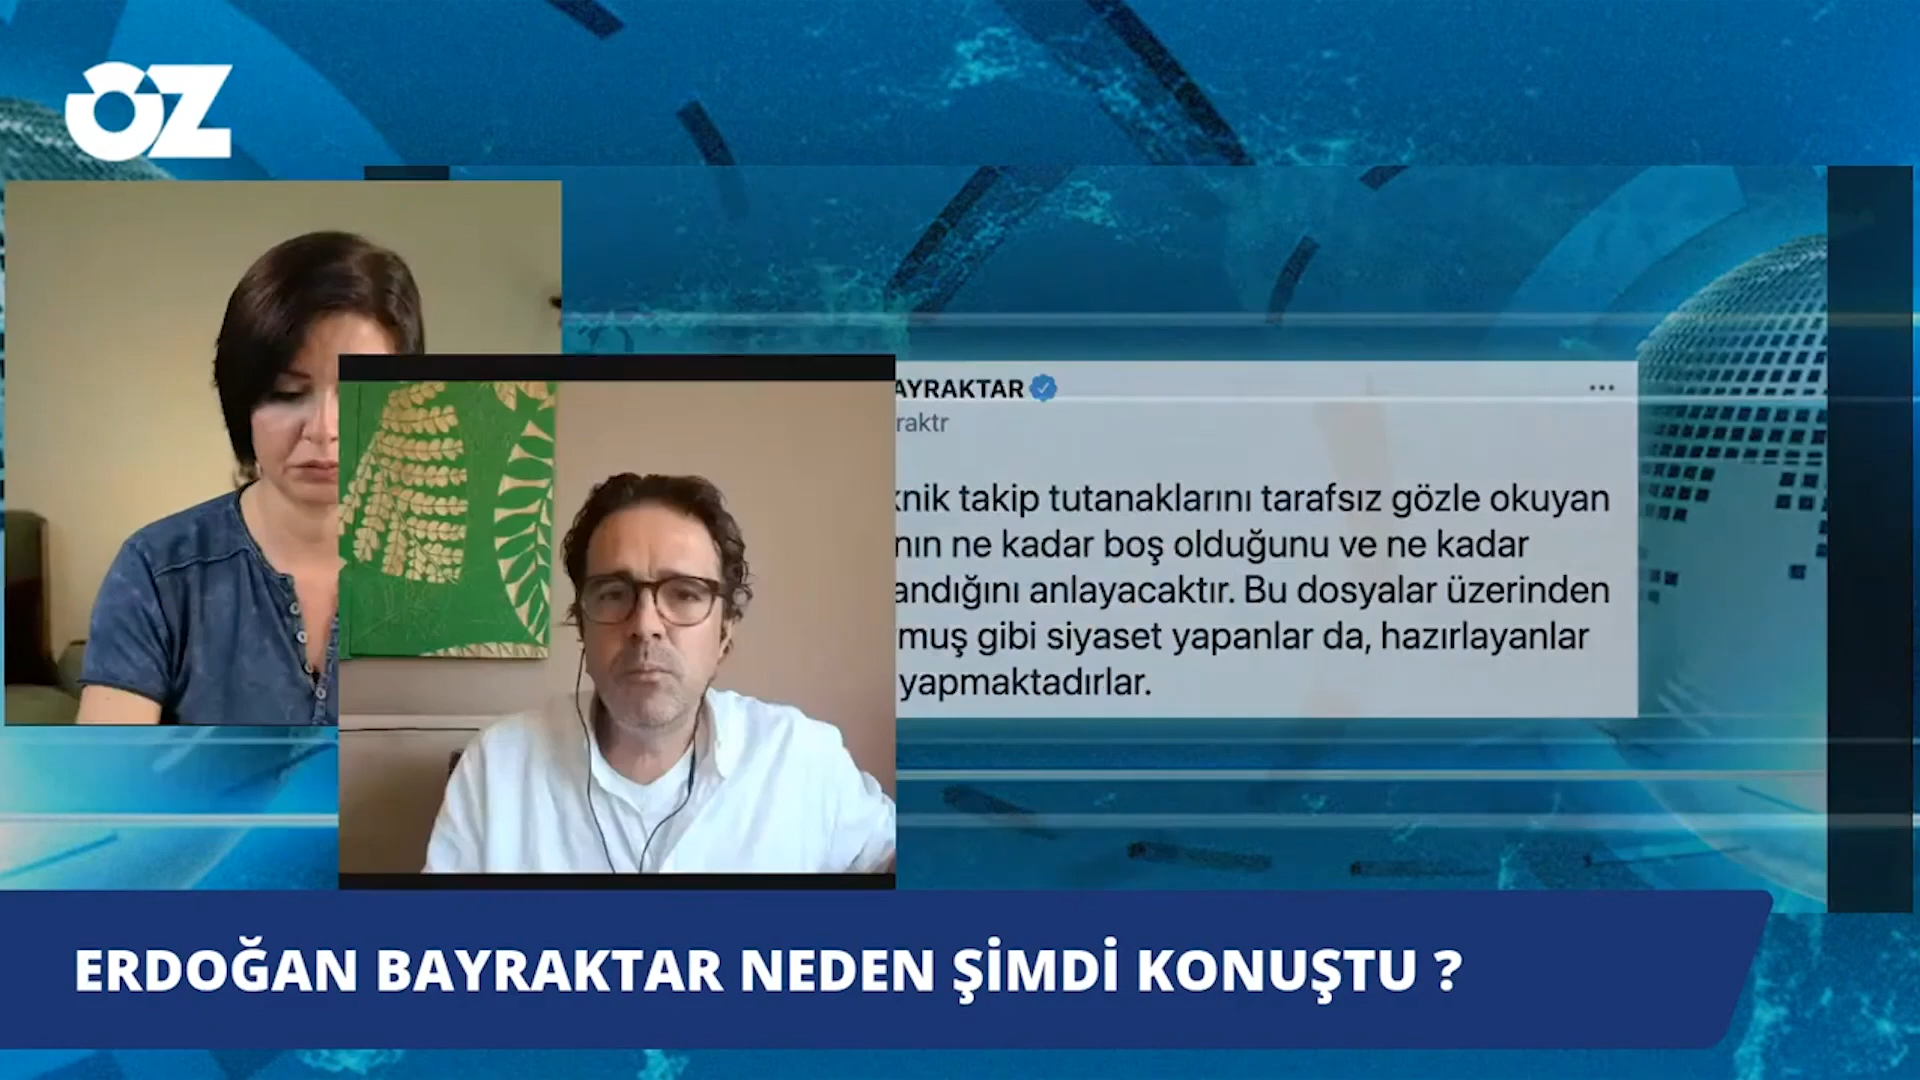 ÖZ
AYRAKTAR
raktr
knik takip tutanaklarını tarafsız gözle okuyan
nın ne kadar boş olduğunu ve ne kadar
andığını anlayacaktır. Bu dosyalar üzerinden
muş gibi siyaset yapanlar da, hazırlayanlar
yapmaktadırlar.
ERDOĞAN BAYRAKTAR NEDEN ŞİMDİ KONUŞTU ?